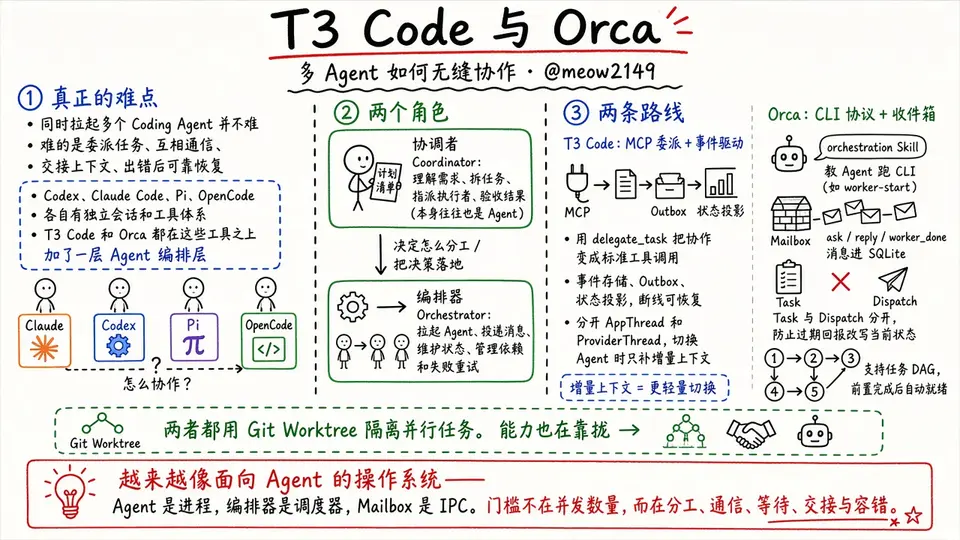 T3 Code 与 Orca
多 Agent 如何无缝协作 · @meow2149
① 真正的难点
• 同时拉起多个 Coding Agent 并不难
• 难的是委派任务、互相通信、
• 交接上下文、出错后可靠恢复
• Codex、Claude Code、Pi、OpenCode
• 各自有独立会话和工具体系
• T3 Code 和 Orca 都在这些工具之上
加了一层 Agent 编排层
Claude
Codex
Pi
π
OpenCode
</>
?
怎么协作？
② 两个角色
计划
清单
协调者
Coordinator：
理解需求、拆任务、
指派执行者、验收结果
(本身往往也是 Agent)
决定怎么分工 /
把决策落地
编排器
Orchestrator：
拉起 Agent、投递消息、
维护状态、管理依赖
和失败重试
③ 两条路线
T3 Code：MCP 委派 + 事件驱动
MCP
Outbox
状态投影
• 用 delegate_task 把协作
变成标准工具调用
• 事件存储、Outbox、
状态投影，断线可恢复
• 分开 AppThread 和
ProviderThread，切换
Agent 时只补增量上下文
增量上下文 = 更轻量切换
Orca：CLI 协议 + 收件箱
orchestration Skill
教 Agent 跑 CLI
(如 worker-start)
Mailbox
ask / reply / worker_done
消息进 SQLite
Task
Dispatch
Task 与 Dispatch 分开，
防止过期回报改写当前状态
① ② ③
④ ⑤
支持任务 DAG，
前置完成后自动就绪
Git Worktree
两者都用 Git Worktree 隔离并行任务。能力也在靠拢 →
越来越像面向 Agent 的操作系统——
Agent 是进程，编排器是调度器，Mailbox 是 IPC。门槛不在并发数量，而在分工、通信、等待、交接与容错。